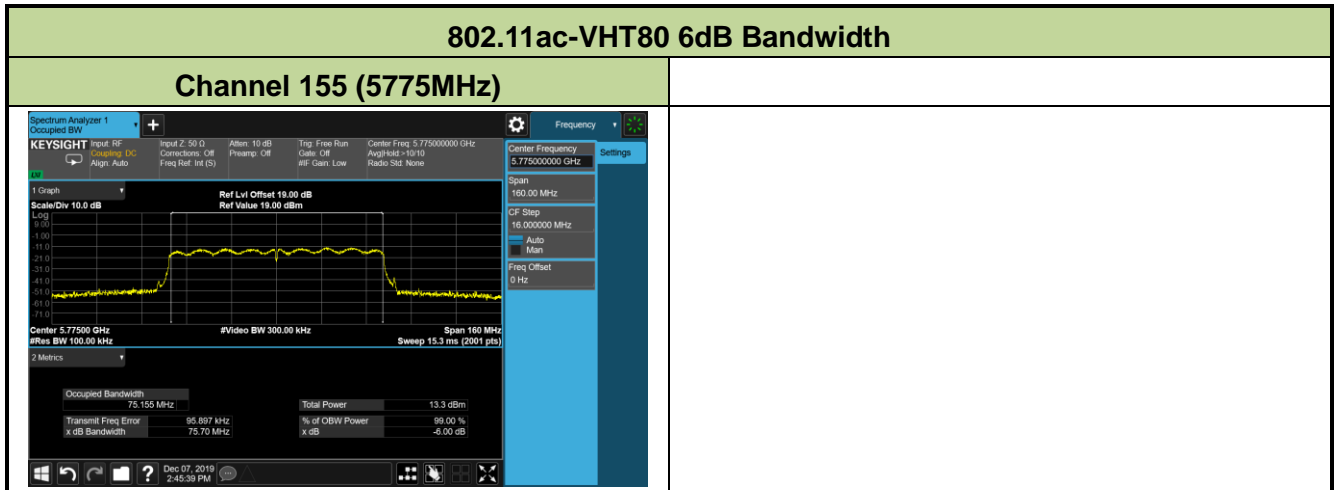 802.11ac-VHT80 6dB Bandwidth
Channel 155 (5775MHz)
Spectrum Analyzer 1
Occupied BW
+
Frequency
KEYSIGHT
Input: RF
Coupling: DC
Align: Auto
Input Z: 50 Ω
Corrections: Off
Freq Ref: Int (S)
Atten: 10 dB
Preamp: Off
Trig: Free Run
Gate: Off
#IF Gain: Low
Center Freq: 5.775000000 GHz
Avg|Hold:>10/10
Radio Std: None
LXI
Center Frequency
5.775000000 GHz
Settings
Span
160.00 MHz
CF Step
16.000000 MHz
Auto
Man
Freq Offset
0 Hz
1 Graph
Scale/Div 10.0 dB
Ref Lvl Offset 19.00 dB
Ref Value 19.00 dBm
Log
9.00
-1.00
-11.0
-21.0
-31.0
-41.0
-51.0
-61.0
-71.0
Center 5.77500 GHz
#Video BW 300.00 kHz
Span 160 MHz
#Res BW 100.00 kHz
Sweep 15.3 ms (2001 pts)
2 Metrics
Occupied Bandwidth
75.155 MHz
Total Power 13.3 dBm
Transmit Freq Error 95.897 kHz
% of OBW Power 99.00 %
x dB Bandwidth 75.70 MHz
x dB -6.00 dB
?
Dec 07, 2019
2:45:39 PM